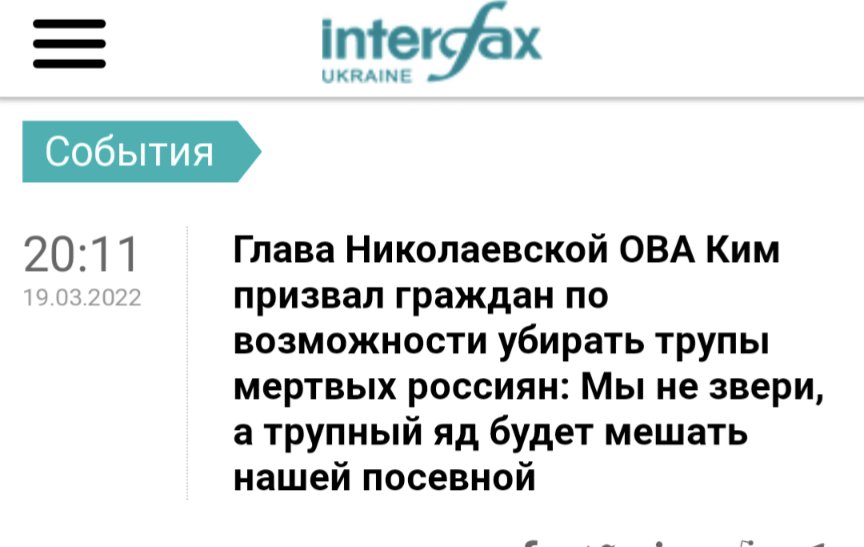 interfax
UKRAINE
События
20:11
19.03.2022
Глава Николаевской ОВА Ким
призвал граждан по
возможности убирать трупы
мертвых россиян: Мы не звери,
а трупный яд будет мешать
нашей посевной